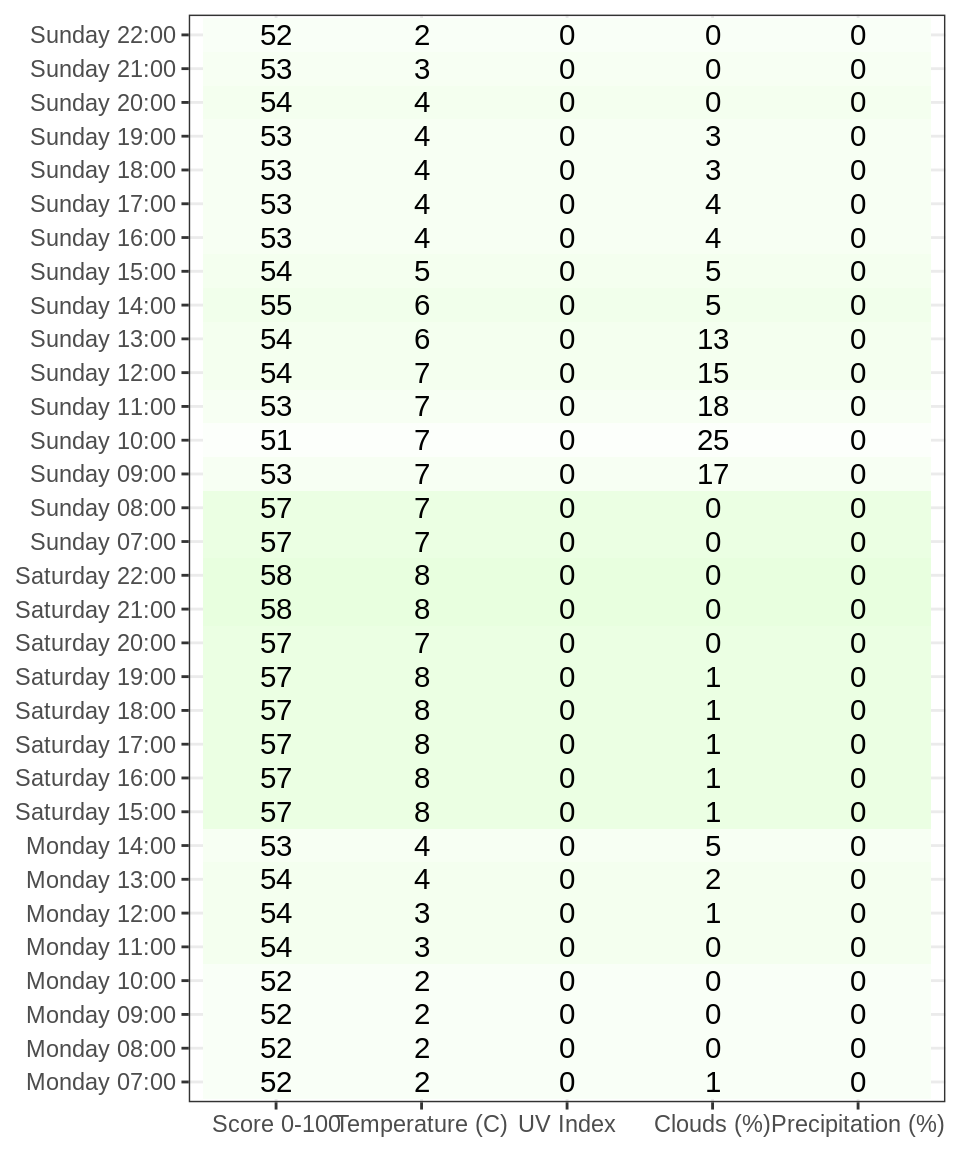 Sunday 22:00 52 2 0 0 0
Sunday 21:00 53 3 0 0 0
Sunday 20:00 54 4 0 0 0
Sunday 19:00 53 4 0 3 0
Sunday 18:00 53 4 0 3 0
Sunday 17:00 53 4 0 4 0
Sunday 16:00 53 4 0 4 0
Sunday 15:00 54 5 0 5 0
Sunday 14:00 55 6 0 5 0
Sunday 13:00 54 6 0 13 0
Sunday 12:00 54 7 0 15 0
Sunday 11:00 53 7 0 18 0
Sunday 10:00 51 7 0 25 0
Sunday 09:00 53 7 0 17 0
Sunday 08:00 57 7 0 0 0
Sunday 07:00 57 7 0 0 0
Saturday 22:00 58 8 0 0 0
Saturday 21:00 58 8 0 0 0
Saturday 20:00 57 7 0 0 0
Saturday 19:00 57 8 0 1 0
Saturday 18:00 57 8 0 1 0
Saturday 17:00 57 8 0 1 0
Saturday 16:00 57 8 0 1 0
Saturday 15:00 57 8 0 1 0
Monday 14:00 53 4 0 5 0
Monday 13:00 54 4 0 2 0
Monday 12:00 54 3 0 1 0
Monday 11:00 54 3 0 0 0
Monday 10:00 52 2 0 0 0
Monday 09:00 52 2 0 0 0
Monday 08:00 52 2 0 0 0
Monday 07:00 52 2 0 1 0
Score 0-100 Temperature (C) UV Index Clouds (%) Precipitation (%)